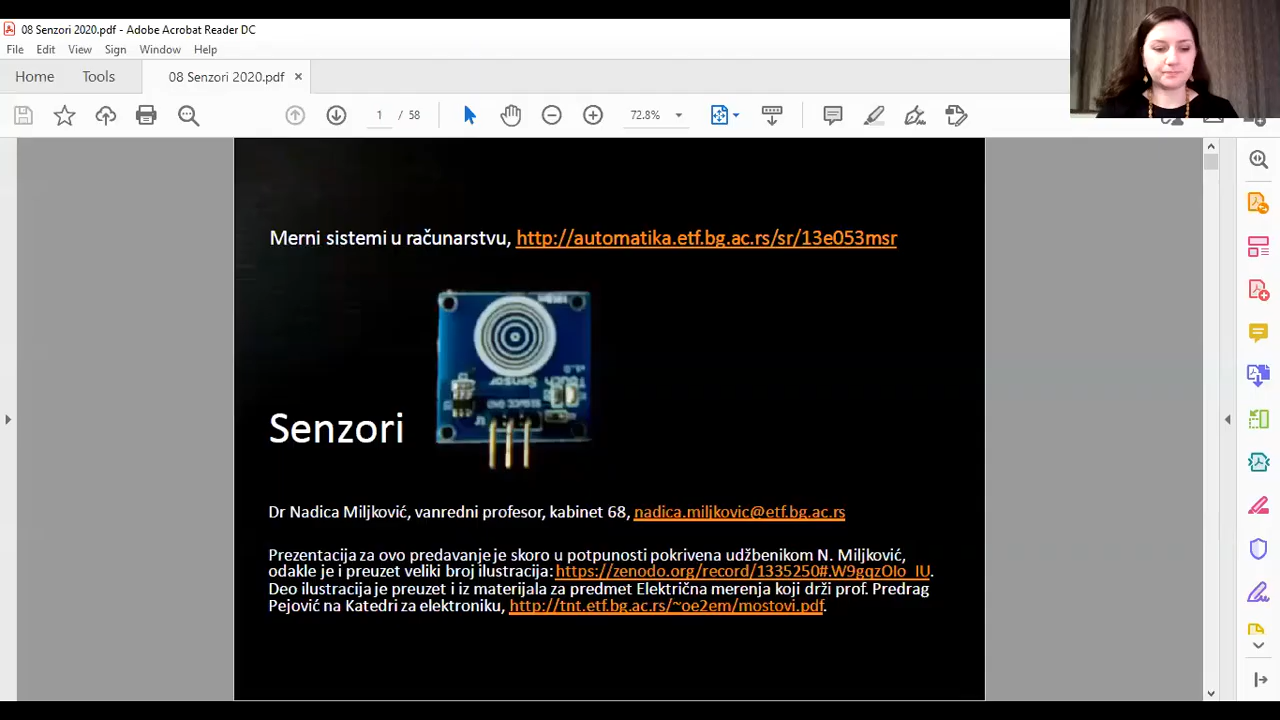 08 Senzori 2020.pdf - Adobe Acrobat Reader DC
File Edit View Sign Window Help
Home Tools 08 Senzori 2020.pdf ×
1 / 58 72.8%
Merni sistemi u računarstvu, http://automatika.etf.bg.ac.rs/sr/13e053msr
Touch
Sensor
Senzori
Dr Nadica Miljković, vanredni profesor, kabinet 68, nadica.miljkovic@etf.bg.ac.rs
Prezentacija za ovo predavanje je skoro u potpunosti pokrivena udžbenikom N. Miljković,
odakle je i preuzet veliki broj ilustracija: https://zenodo.org/record/1335250#.W9gqzOIo_IU.
Deo ilustracija je preuzet i iz materijala za predmet Električna merenja koji drži prof. Predrag
Pejović na Katedri za elektroniku, http://tnt.etf.bg.ac.rs/~oe2em/mostovi.pdf.